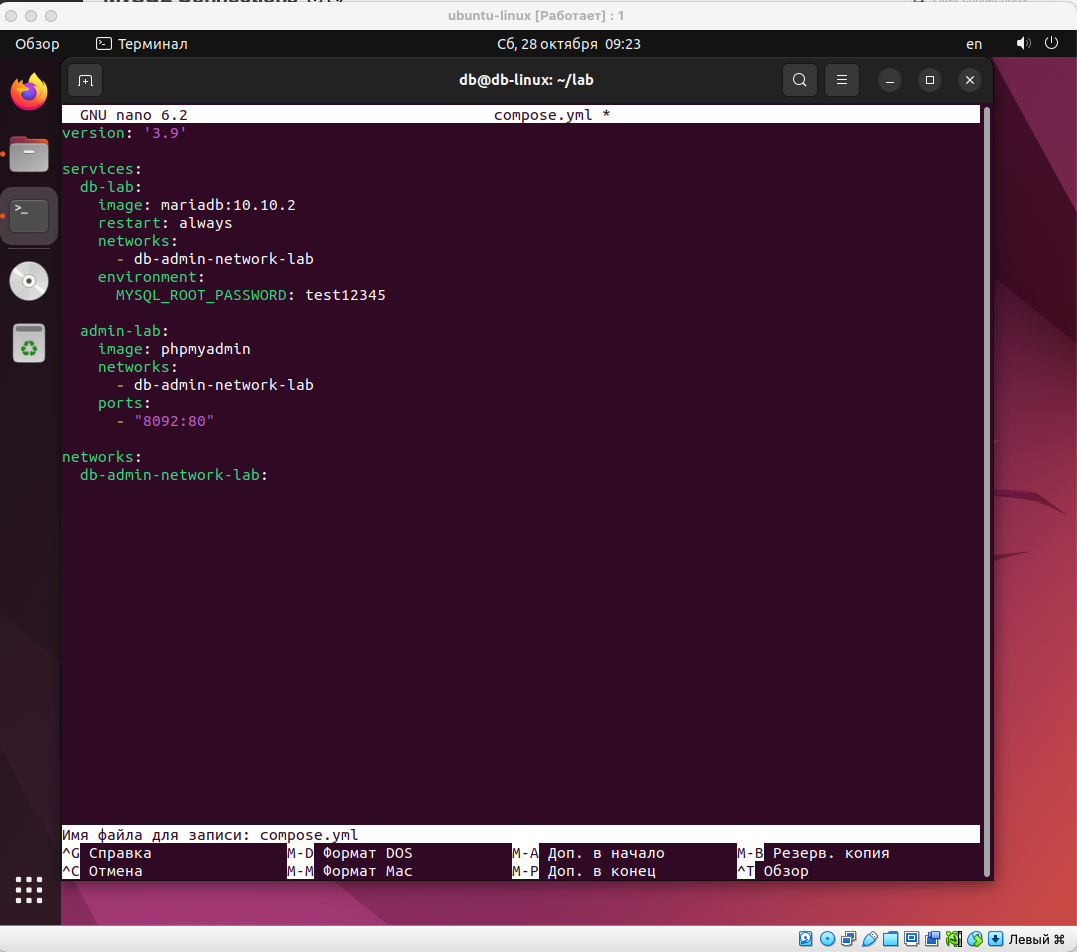 ubuntu-linux [Работает] : 1
Обзор Терминал Сб, 28 октября 09:23 en
db@db-linux: ~/lab
GNU nano 6.2 compose.yml *
version: '3.9'
services:
db-lab:
image: mariadb:10.10.2
restart: always
networks:
- db-admin-network-lab
environment:
MYSQL_ROOT_PASSWORD: test12345
admin-lab:
image: phpmyadmin
networks:
- db-admin-network-lab
ports:
- "8092:80"
networks:
db-admin-network-lab:
Имя файла для записи: compose.yml
^G Справка M-D Формат DOS M-A Доп. в начало M-B Резерв. копия
^C Отмена M-M Формат Mac M-P Доп. в конец ^T Обзор
Левый ⌘